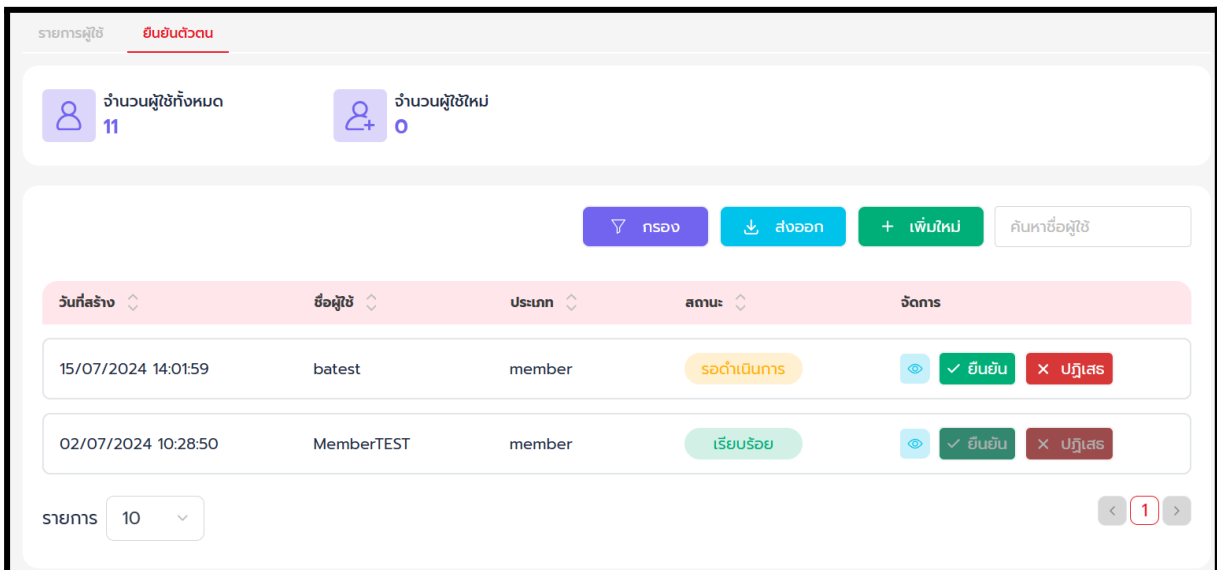 รายการผู้ใช้ ยืนยันตัวตน
จำนวนผู้ใช้ทั้งหมด จำนวนผู้ใช้ใหม่
11 0
กรอง ส่งออก + เพิ่มใหม่ ค้นหาชื่อผู้ใช้
วันที่สร้าง ชื่อผู้ใช้ ประเภท สถานะ จัดการ
15/07/2024 14:01:59 batest member รอดำเนินการ ยืนยัน ปฏิเสธ
02/07/2024 10:28:50 MemberTEST member เรียบร้อย ยืนยัน ปฏิเสธ
รายการ 10 < 1 >